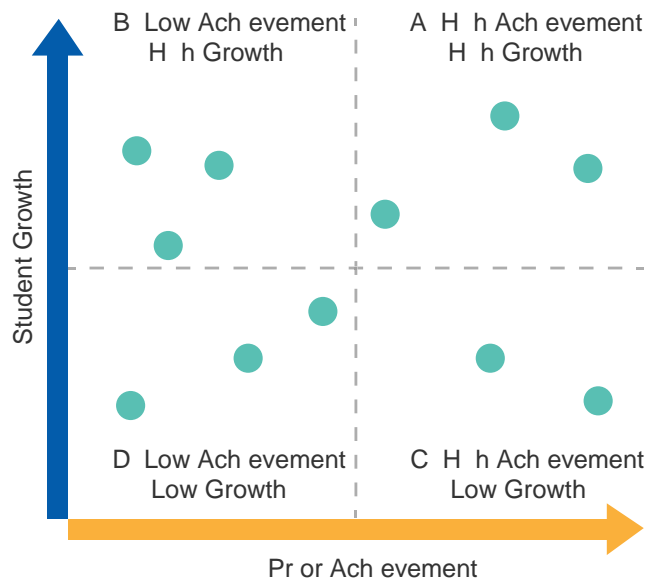 B Low Ach evement
H h Growth
A H h Ach evement
H h Growth
Student Growth
D Low Ach evement
Low Growth
C H h Ach evement
Low Growth
Pr or Ach evement